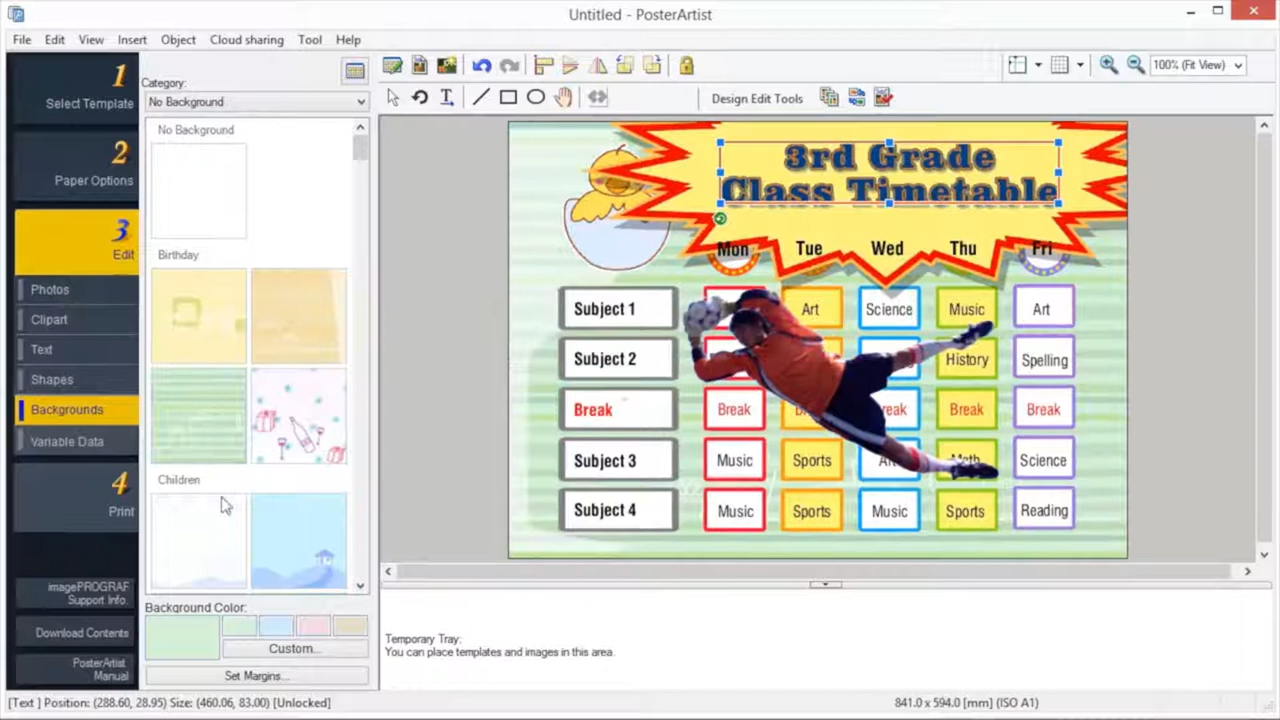 Untitled - PosterArtist
File Edit View Insert Object Cloud sharing Tool Help
1
Select Template
2
Paper Options
3
Edit
Photos
Clipart
Text
Shapes
Backgrounds
Variable Data
4
Print
imagePROGRAF
Support Info.
Download Contents
PosterArtist
Manual
Category:
No Background
No Background
Birthday
Children
Background Color:
Custom...
Set Margins...
100% (Fit View)
Design Edit Tools
3rd Grade
Class Timetable
Mon Tue Wed Thu Fri
Subject 1 Art Science Music Art
Subject 2 History Spelling
Break Break Break Break
Subject 3 Music Sports Science
Subject 4 Music Sports Music Sports Reading
Temporary Tray:
You can place templates and images in this area.
[Text ] Position: (288.60, 28.95) Size: (460.06, 83.00) [Unlocked]
841.0 x 594.0 [mm] (ISO A1)